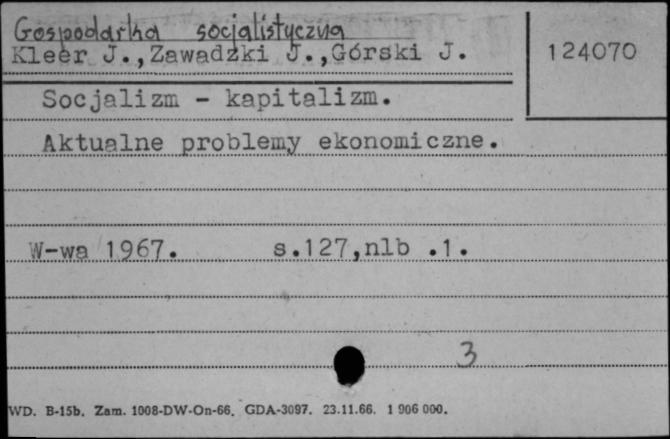 Gospodarka socjalistyczna
Kleer J.,Zawadzki J.,Górski J.
124070
Socjalizm - kapitalizm.
Aktualne problemy ekonomiczne.
W-wa 1967. s.127,nlb .1.
3
WD. B-15b. Zam. 1008-DW-On-66. GDA-3097. 23.11.66. 1 906 000.